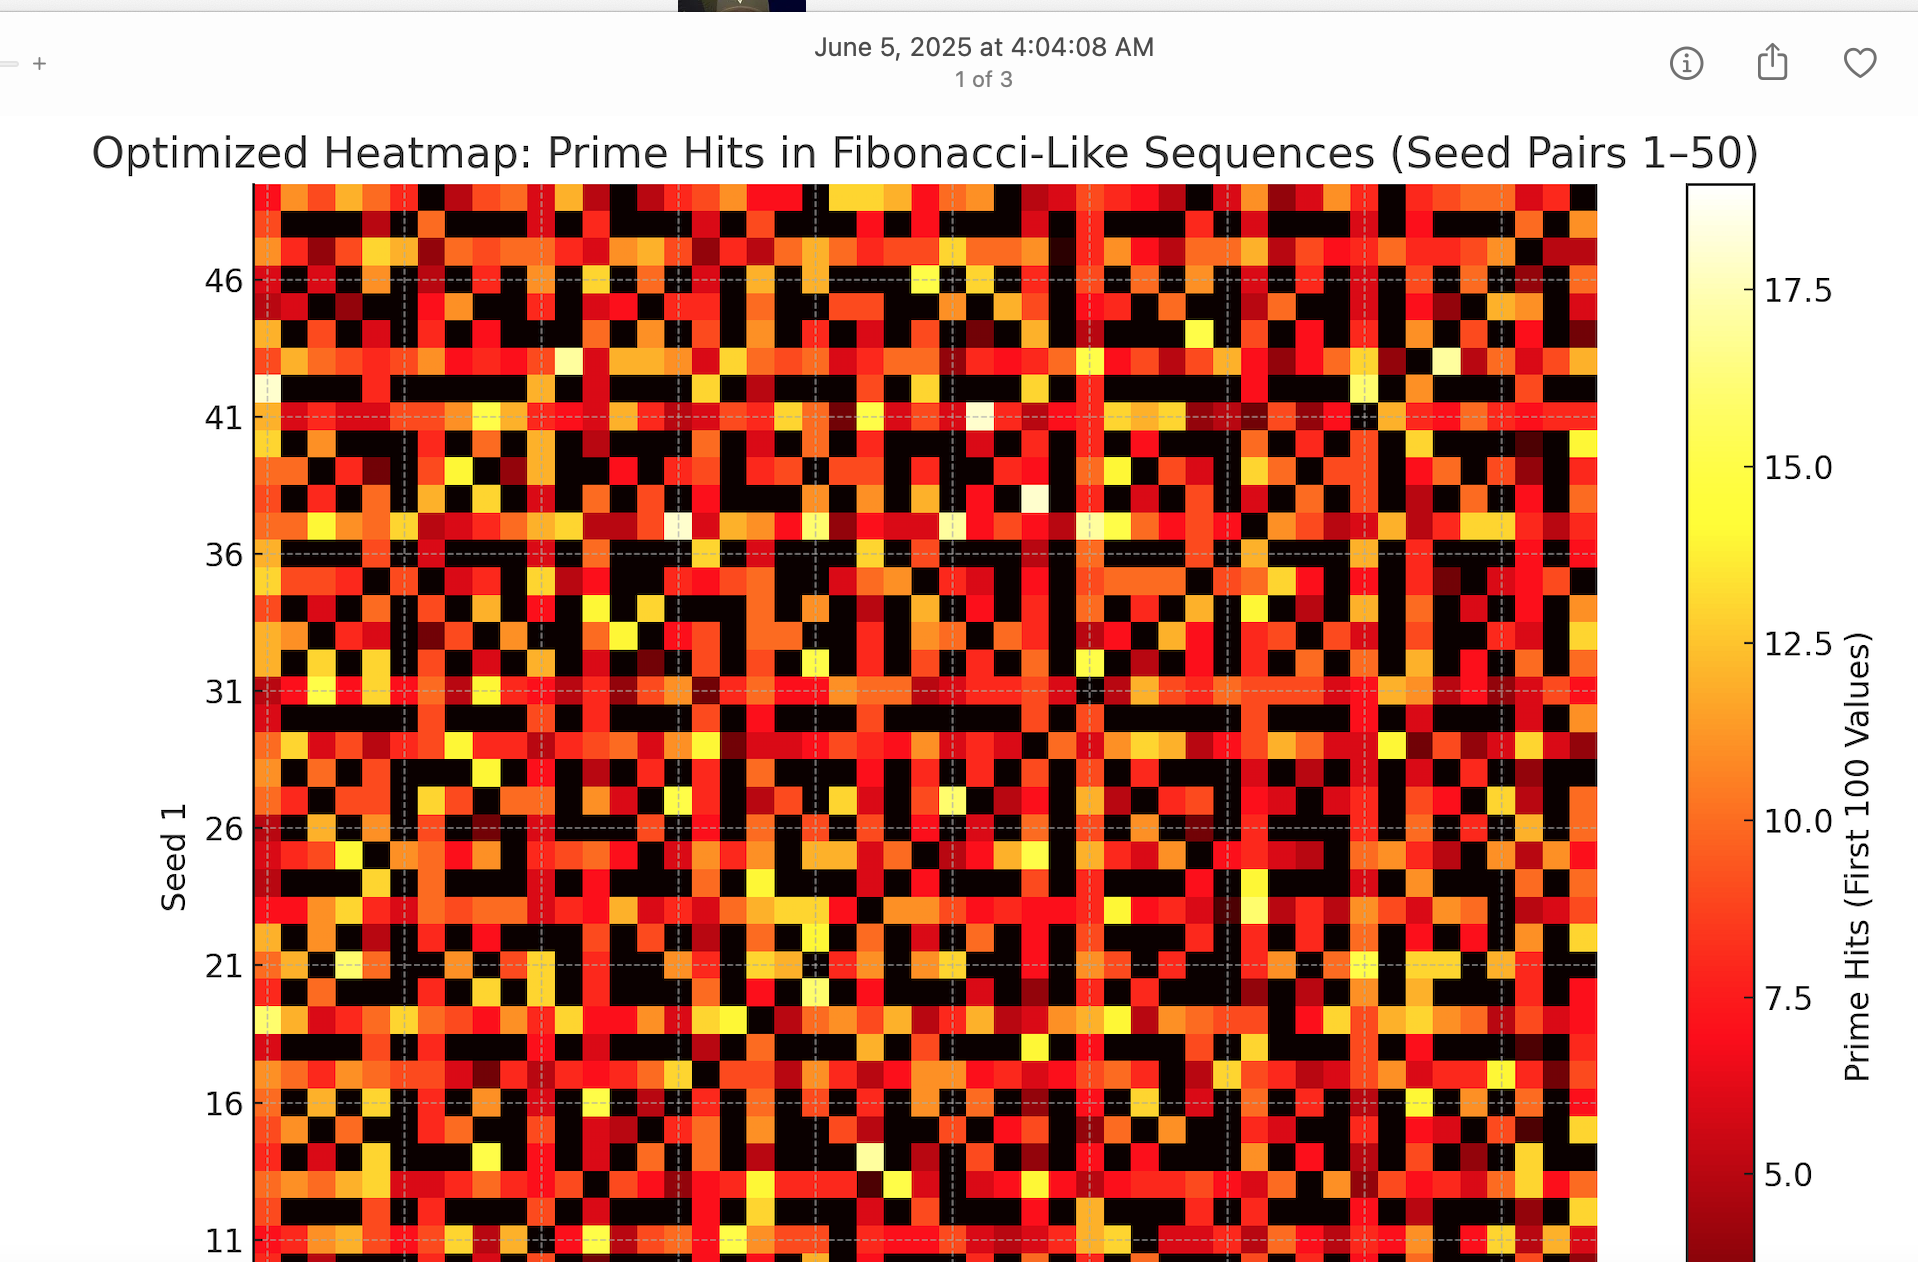 June 5, 2025 at 4:04:08 AM
1 of 3
Optimized Heatmap: Prime Hits in Fibonacci-Like Sequences (Seed Pairs 1–50)
46
41
36
31
26
21
16
11
Seed 1
17.5
15.0
12.5
10.0
7.5
5.0
Prime Hits (First 100 Values)